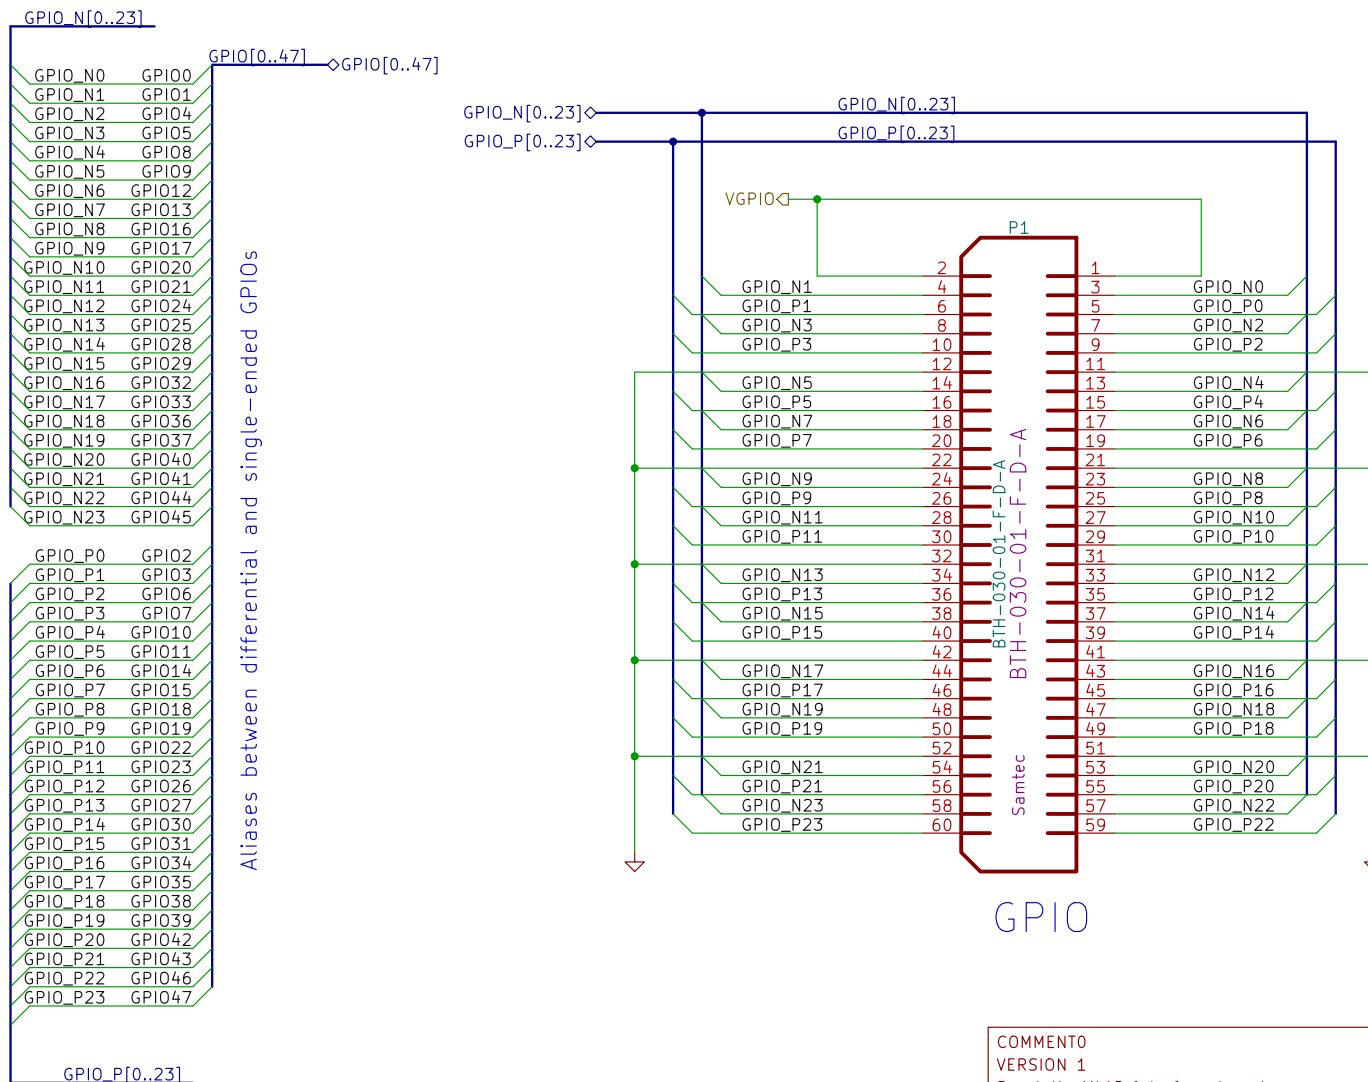 GPIO_N[0..23]
GPIO[0..47]
GPIO[0..47]
GPIO_N0 GPIO0
GPIO_N1 GPIO1
GPIO_N2 GPIO4
GPIO_N3 GPIO5
GPIO_N4 GPIO8
GPIO_N5 GPIO9
GPIO_N6 GPIO12
GPIO_N7 GPIO13
GPIO_N8 GPIO16
GPIO_N9 GPIO17
GPIO_N10 GPIO20
GPIO_N11 GPIO21
GPIO_N12 GPIO24
GPIO_N13 GPIO25
GPIO_N14 GPIO28
GPIO_N15 GPIO29
GPIO_N16 GPIO32
GPIO_N17 GPIO33
GPIO_N18 GPIO36
GPIO_N19 GPIO37
GPIO_N20 GPIO40
GPIO_N21 GPIO41
GPIO_N22 GPIO44
GPIO_N23 GPIO45
GPIO_P0 GPIO2
GPIO_P1 GPIO3
GPIO_P2 GPIO6
GPIO_P3 GPIO7
GPIO_P4 GPIO10
GPIO_P5 GPIO11
GPIO_P6 GPIO14
GPIO_P7 GPIO15
GPIO_P8 GPIO18
GPIO_P9 GPIO19
GPIO_P10 GPIO22
GPIO_P11 GPIO23
GPIO_P12 GPIO26
GPIO_P13 GPIO27
GPIO_P14 GPIO30
GPIO_P15 GPIO31
GPIO_P16 GPIO34
GPIO_P17 GPIO35
GPIO_P18 GPIO38
GPIO_P19 GPIO39
GPIO_P20 GPIO42
GPIO_P21 GPIO43
GPIO_P22 GPIO46
GPIO_P23 GPIO47
GPIO_P[0..23]
Aliases between differential and single-ended GPIOs
GPIO_N[0..23] GPIO_N[0..23]
GPIO_P[0..23] GPIO_P[0..23]
VGPIO
P1
2 1
GPIO_N1 4 3 GPIO_N0
GPIO_P1 6 5 GPIO_P0
GPIO_N3 8 7 GPIO_N2
GPIO_P3 10 9 GPIO_P2
12 11
GPIO_N5 14 13 GPIO_N4
GPIO_P5 16 15 GPIO_P4
GPIO_N7 18 17 GPIO_N6
GPIO_P7 20 19 GPIO_P6
22 21
GPIO_N9 24 23 GPIO_N8
GPIO_P9 26 25 GPIO_P8
GPIO_N11 28 27 GPIO_N10
GPIO_P11 30 29 GPIO_P10
32 31
GPIO_N13 34 33 GPIO_N12
GPIO_P13 36 35 GPIO_P12
GPIO_N15 38 37 GPIO_N14
GPIO_P15 40 39 GPIO_P14
42 41
GPIO_N17 44 43 GPIO_N16
GPIO_P17 46 45 GPIO_P16
GPIO_N19 48 47 GPIO_N18
GPIO_P19 50 49 GPIO_P18
52 51
GPIO_N21 54 53 GPIO_N20
GPIO_P21 56 55 GPIO_P20
GPIO_N23 58 57 GPIO_N22
GPIO_P23 60 59 GPIO_P22
BTH-030-01-F-D-A
BTH-030-01-F-D-A
Samtec
GPIO
COMMENT0
VERSION 1